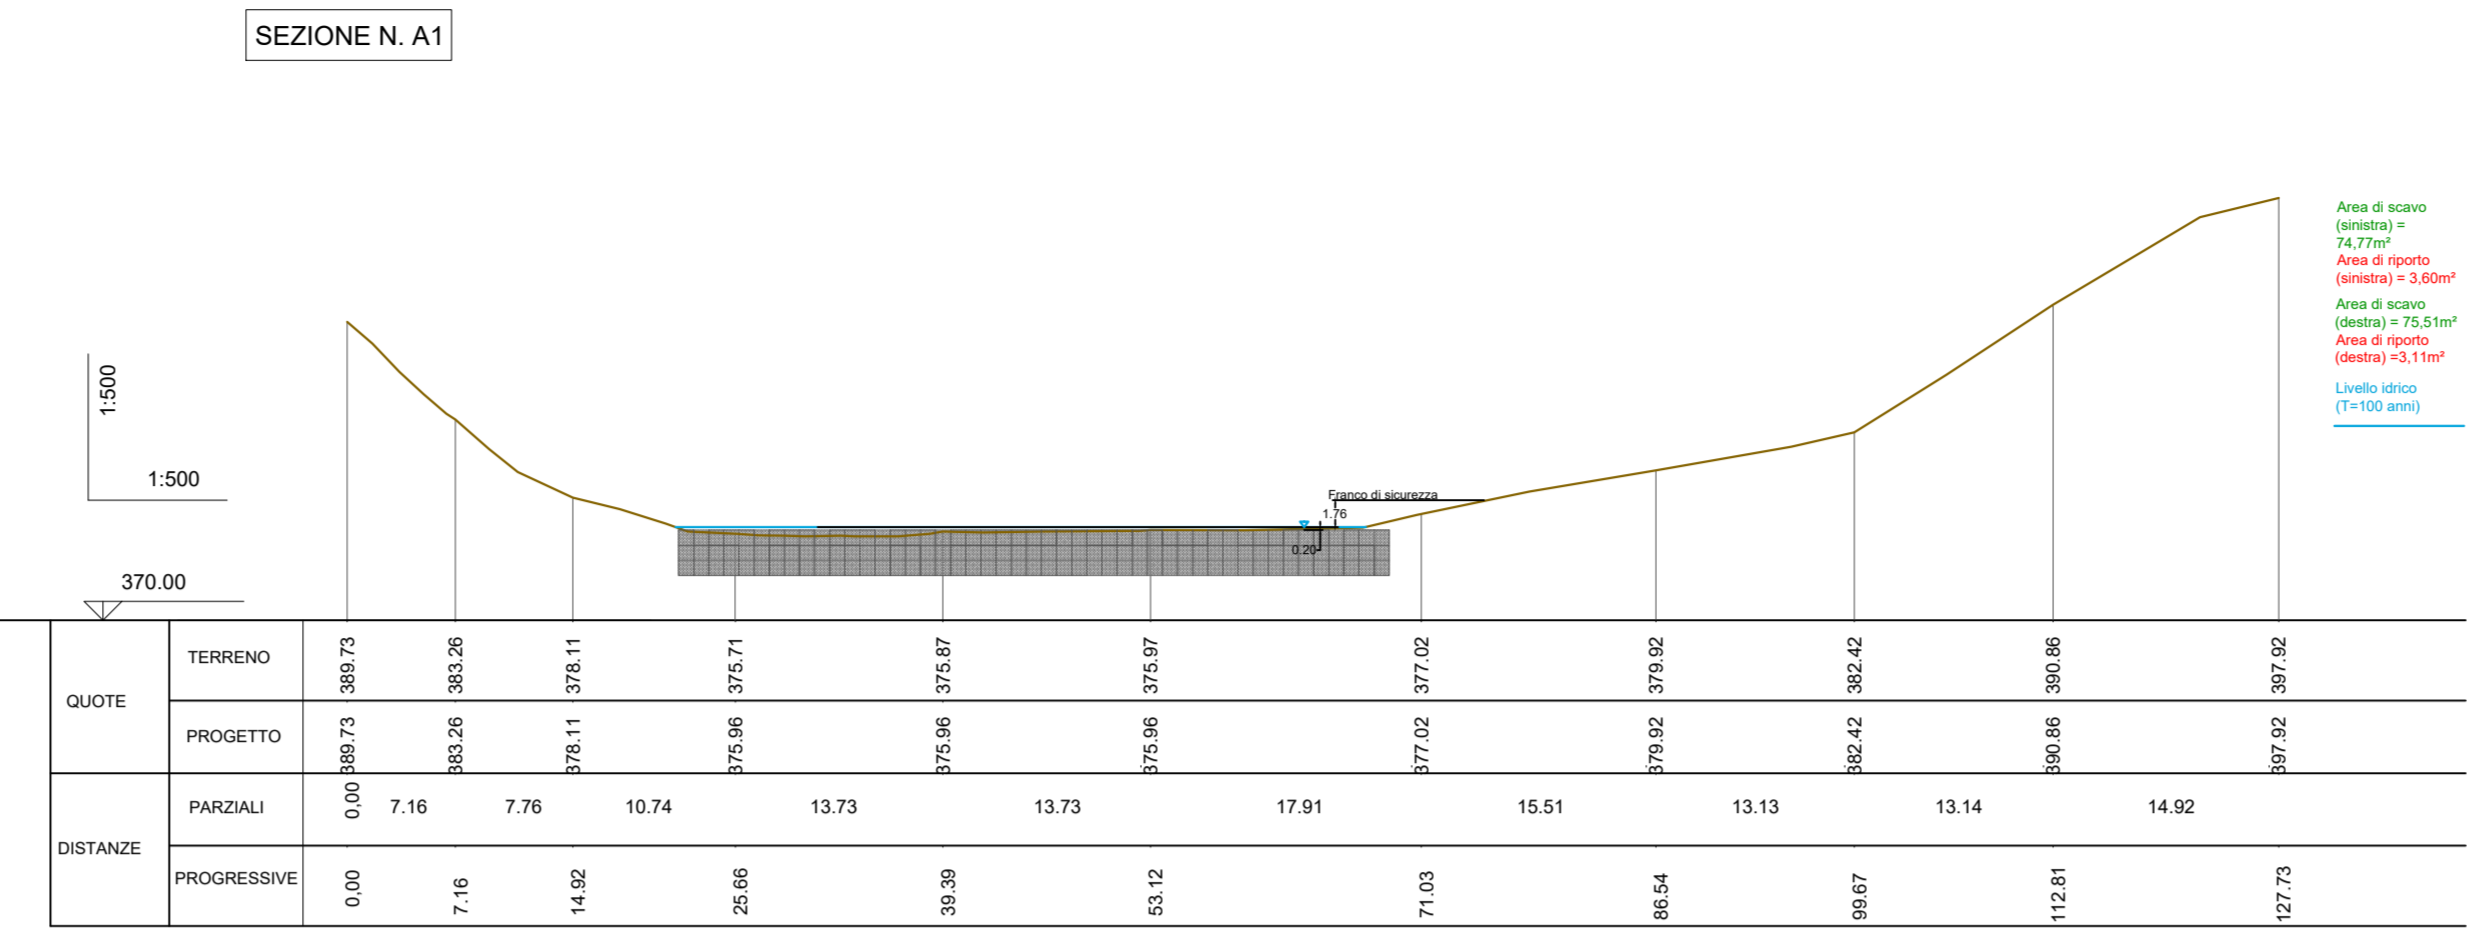 SEZIONE N. A1
Area di scavo
(sinistra) =
74,77m²
Area di riporto
(sinistra) = 3,60m²
Area di scavo
(destra) = 75,51m²
Area di riporto
(destra) =3,11m²
Livello idrico
(T=100 anni)
1:500
1:500
Franco di sicurezza
1.76
0.20
370.00
QUOTE
TERRENO 389.73 383.26 378.11 375.71 375.87 375.97 377.02 379.92 382.42 390.86 397.92
PROGETTO 389.73 383.26 378.11 375.96 375.96 375.96 377.02 379.92 382.42 390.86 397.92
DISTANZE
PARZIALI 0,00 7.16 7.76 10.74 13.73 13.73 17.91 15.51 13.13 13.14 14.92
PROGRESSIVE 0,00 7.16 14.92 25.66 39.39 53.12 71.03 86.54 99.67 112.81 127.73